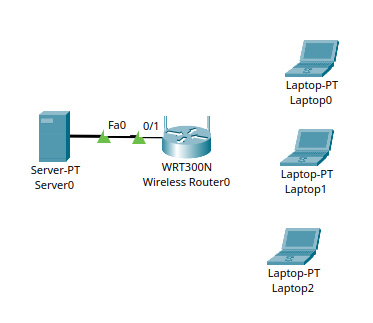 Laptop-PT
Laptop0
Fa0
0/1
Server-PT
Server0
WRT300N
Wireless Router0
Laptop-PT
Laptop1
Laptop-PT
Laptop2